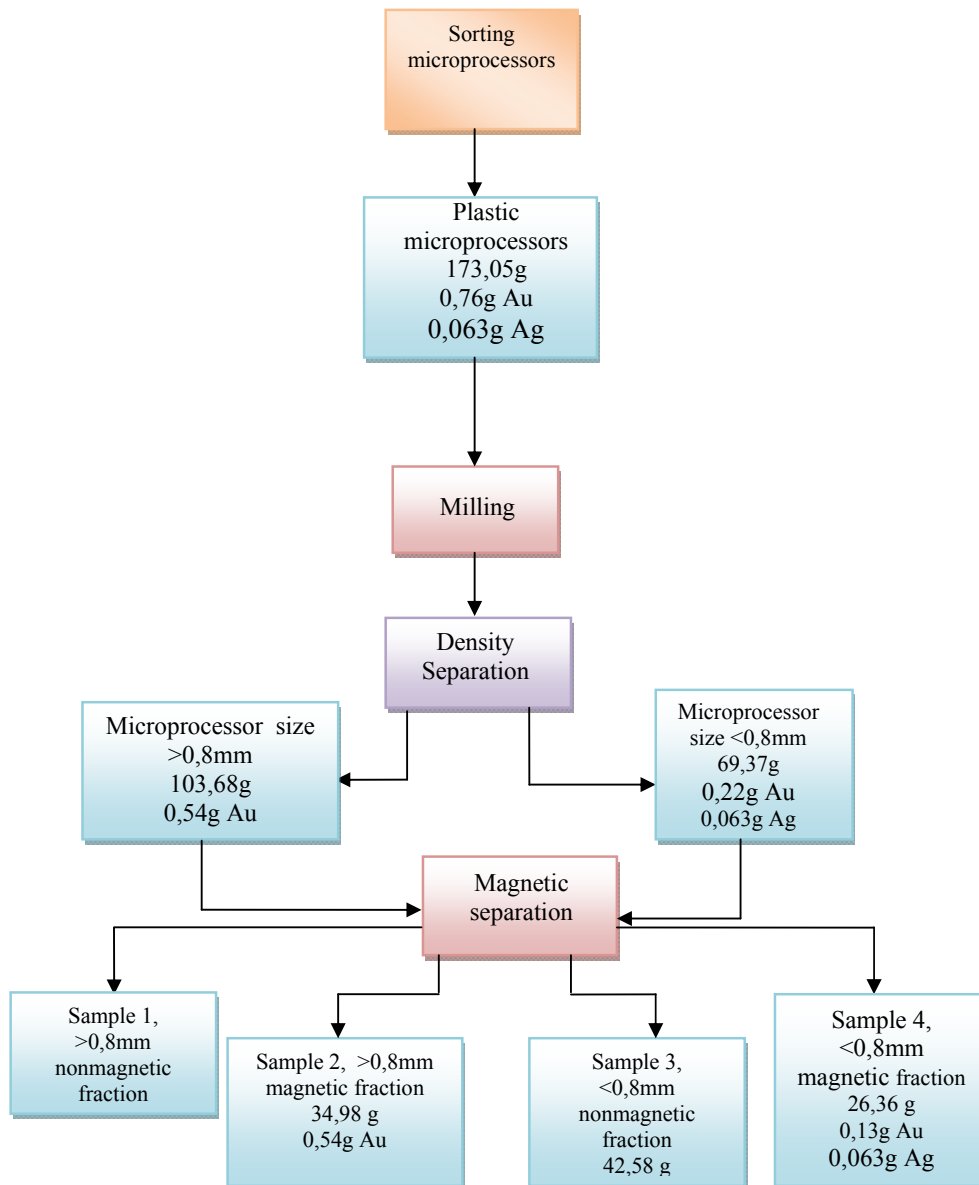 Sorting
microprocessors
Plastic
microprocessors
173,05g
0,76g Au
0,063g Ag
Milling
Density
Separation
Microprocessor size
>0,8mm
103,68g
0,54g Au
Microprocessor
size <0,8mm
69,37g
0,22g Au
0,063g Ag
Magnetic
separation
Sample 1,
>0,8mm
nonmagnetic
fraction
Sample 2, >0,8mm
magnetic fraction
34,98 g
0,54g Au
Sample 3,
<0,8mm
nonmagnetic
fraction
42,58 g
Sample 4,
<0,8mm
magnetic fraction
26,36 g
0,13g Au
0,063g Ag